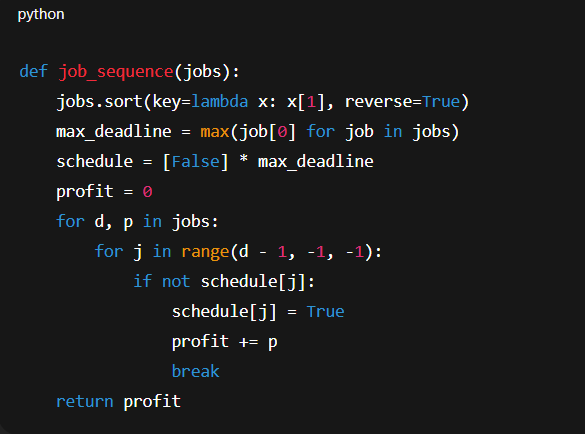 python
def job_sequence(jobs):
    jobs.sort(key=lambda x: x[1], reverse=True)
    max_deadline = max(job[0] for job in jobs)
    schedule = [False] * max_deadline
    profit = 0
    for d, p in jobs:
        for j in range(d - 1, -1, -1):
            if not schedule[j]:
                schedule[j] = True
                profit += p
                break
    return profit